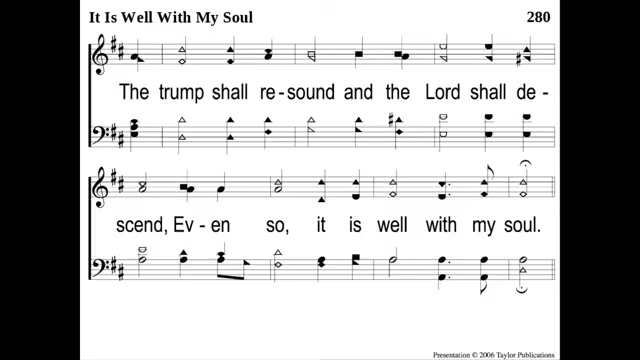 It Is Well With My Soul 280
The trump shall re-sound and the Lord shall de-
scend, Ev-en so, it is well with my soul.
Presentation © 2006 Taylor Publications